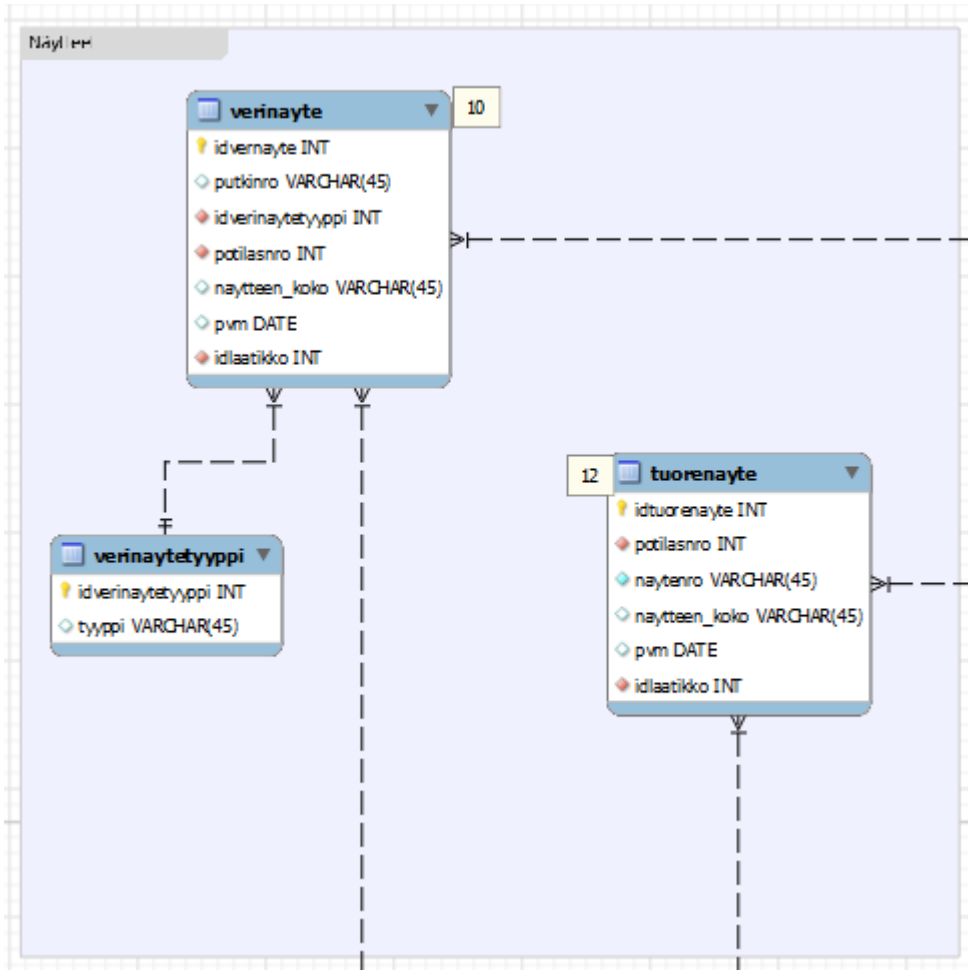 Näytteet
verinayte
10
idvernayte INT
putkinro VARCHAR(45)
idverinaytetyyppi INT
potilasnro INT
naytteen_koko VARCHAR(45)
pvm DATE
idlaatikko INT
12
tuorenayte
idtuorenayte INT
potilasnro INT
naytenro VARCHAR(45)
naytteen_koko VARCHAR(45)
pvm DATE
idlaatikko INT
verinaytetyyppi
idverinaytetyyppi INT
tyyppi VARCHAR(45)